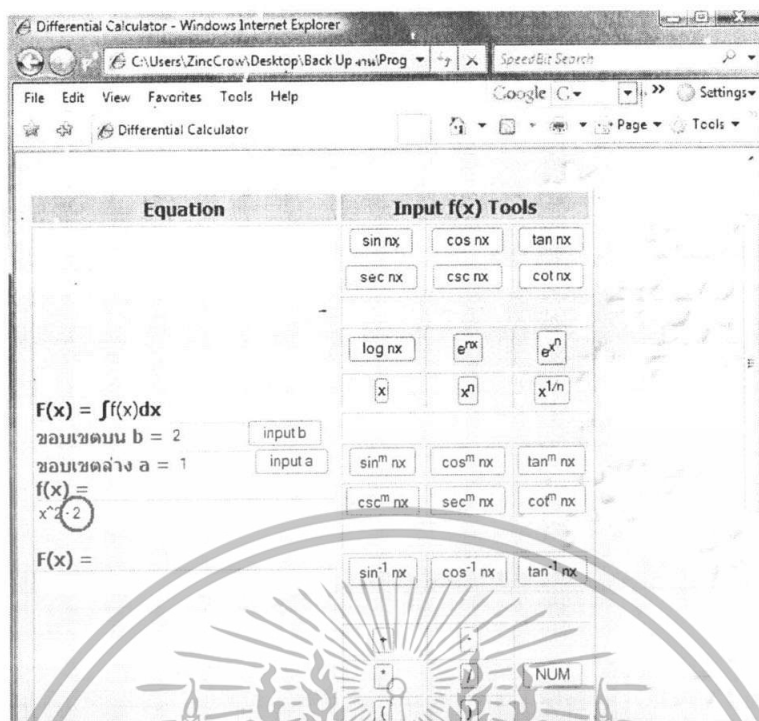 Differential Calculator - Windows Internet Explorer
C:\Users\ZincCrow\Desktop\Back Up งาน\Prog
SpeedBit Search
File Edit View Favorites Tools Help
Google
Settings
Differential Calculator
Page
Tools
Equation
Input f(x) Tools
sin nx cos nx tan nx
sec nx csc nx cot nx
log nx e^nx e^x^n
x x^n x^1/n
F(x) = ∫f(x)dx
ขอบเขตบน b = 2 input b
ขอบเขตล่าง a = 1 input a
sin^m nx cos^m nx tan^m nx
f(x) =
csc^m nx sec^m nx cot^m nx
x^2-2
F(x) =
sin^-1 nx cos^-1 nx tan^-1 nx
+ -
* / NUM
( )